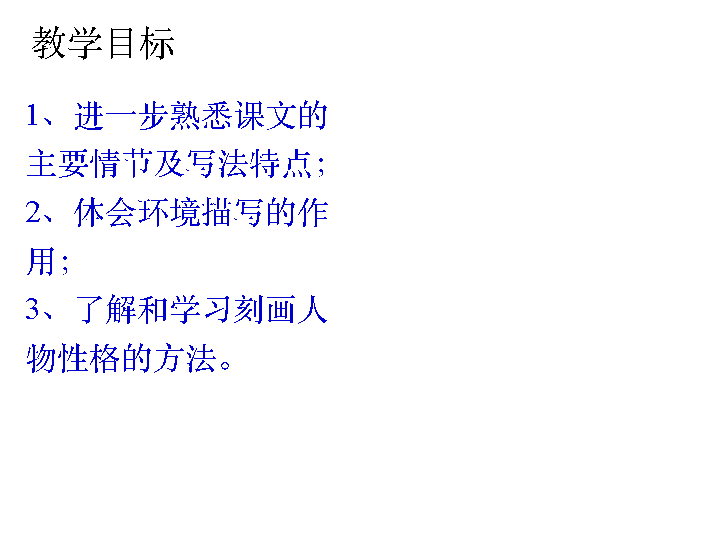 教学目标
1、进一步熟悉课文的
主要情节及写法特点；
2、体会环境描写的作
用；
3、了解和学习刻画人
物性格的方法。